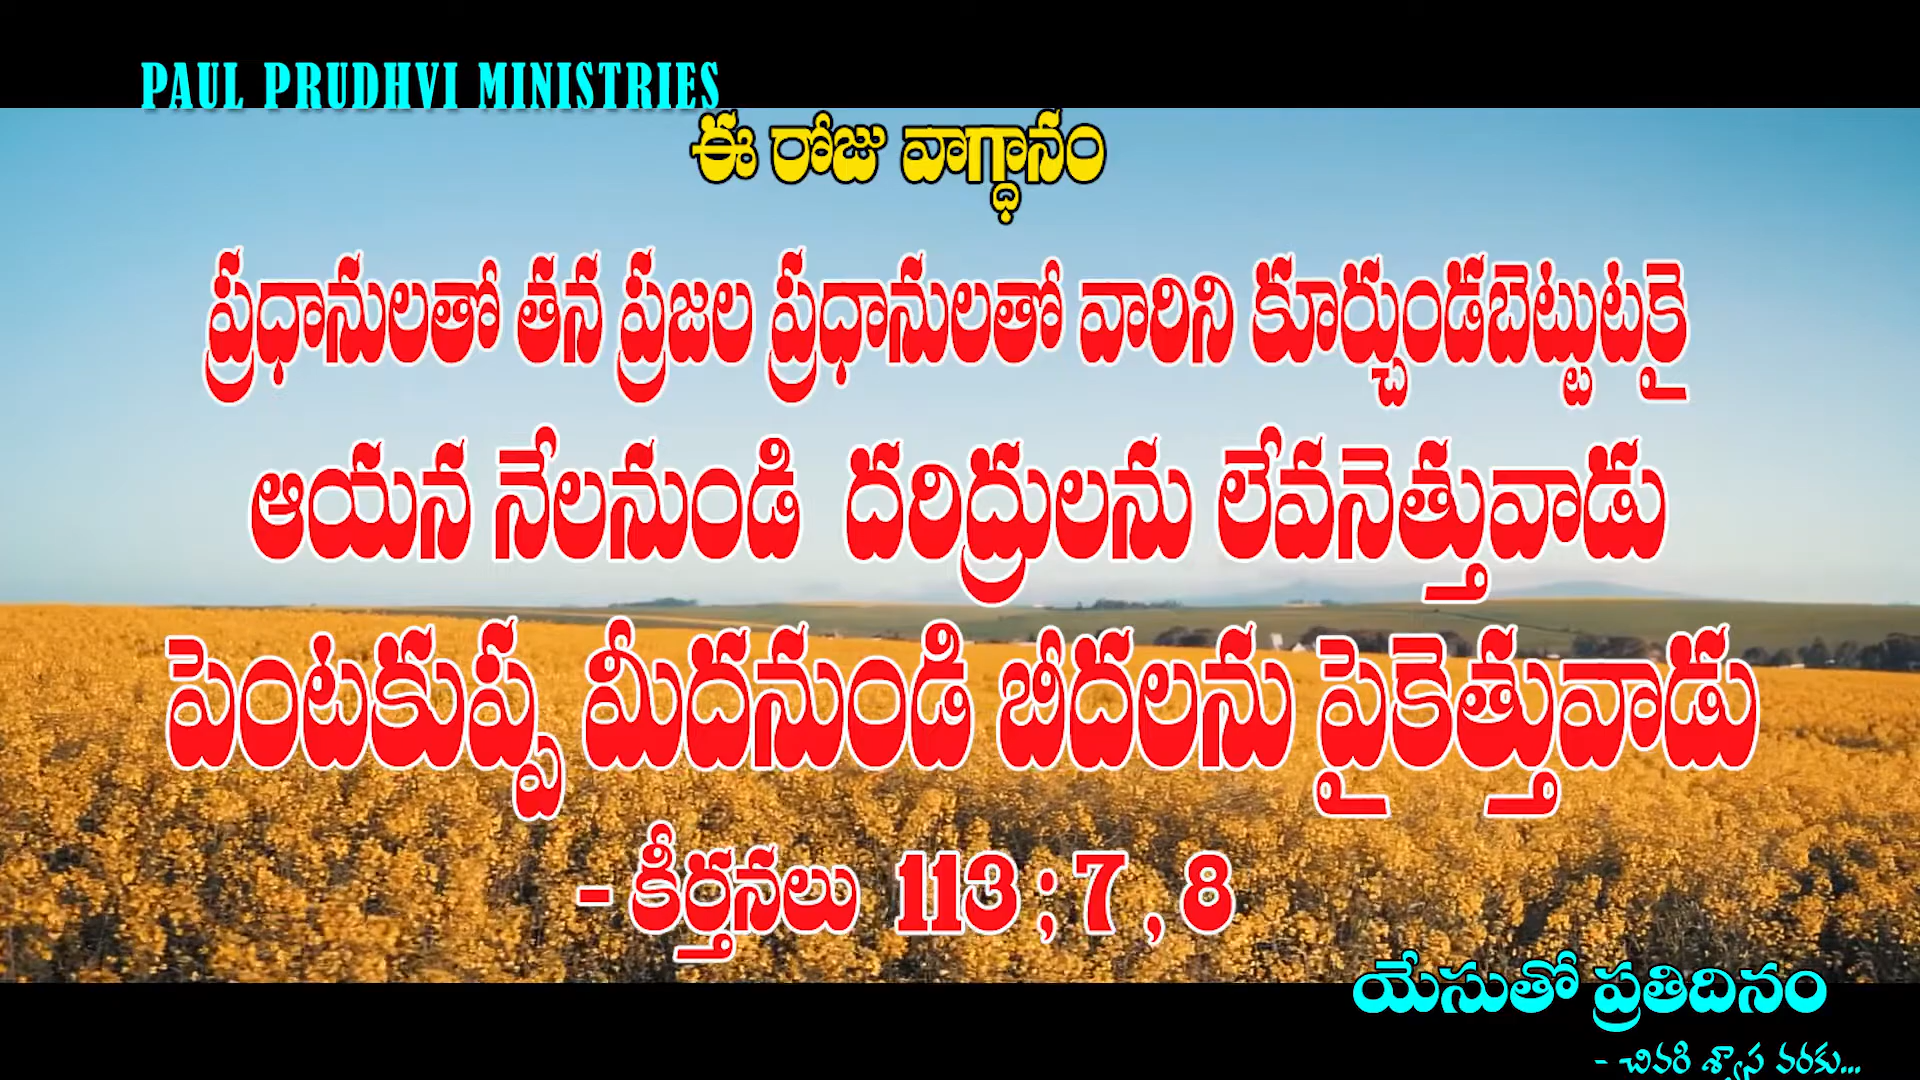 PAUL PRUDHVI MINISTRIES
ఈ రోజు వాగ్ధానం
ప్రధానులతో తన ప్రజల ప్రధానులతో వారిని కూర్చుండబెట్టుటకై
ఆయన నేలనుండి దరిద్రులను లేవనెత్తువాడు
పెంటకుప్ప మీదనుండి బీదలను పైకెత్తువాడు
- కీర్తనలు 113 ; 7 , 8
యేసుతో ప్రతిదినం
- చివరి శ్వాస వరకు...